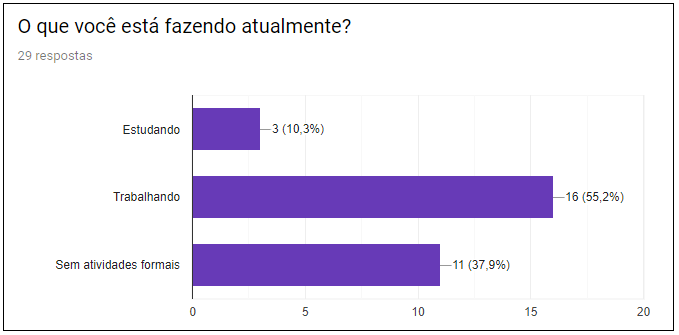 O que você está fazendo atualmente?
29 respostas
Estudando
3 (10,3%)
Trabalhando
16 (55,2%)
Sem atividades formais
11 (37,9%)
0
5
10
15
20